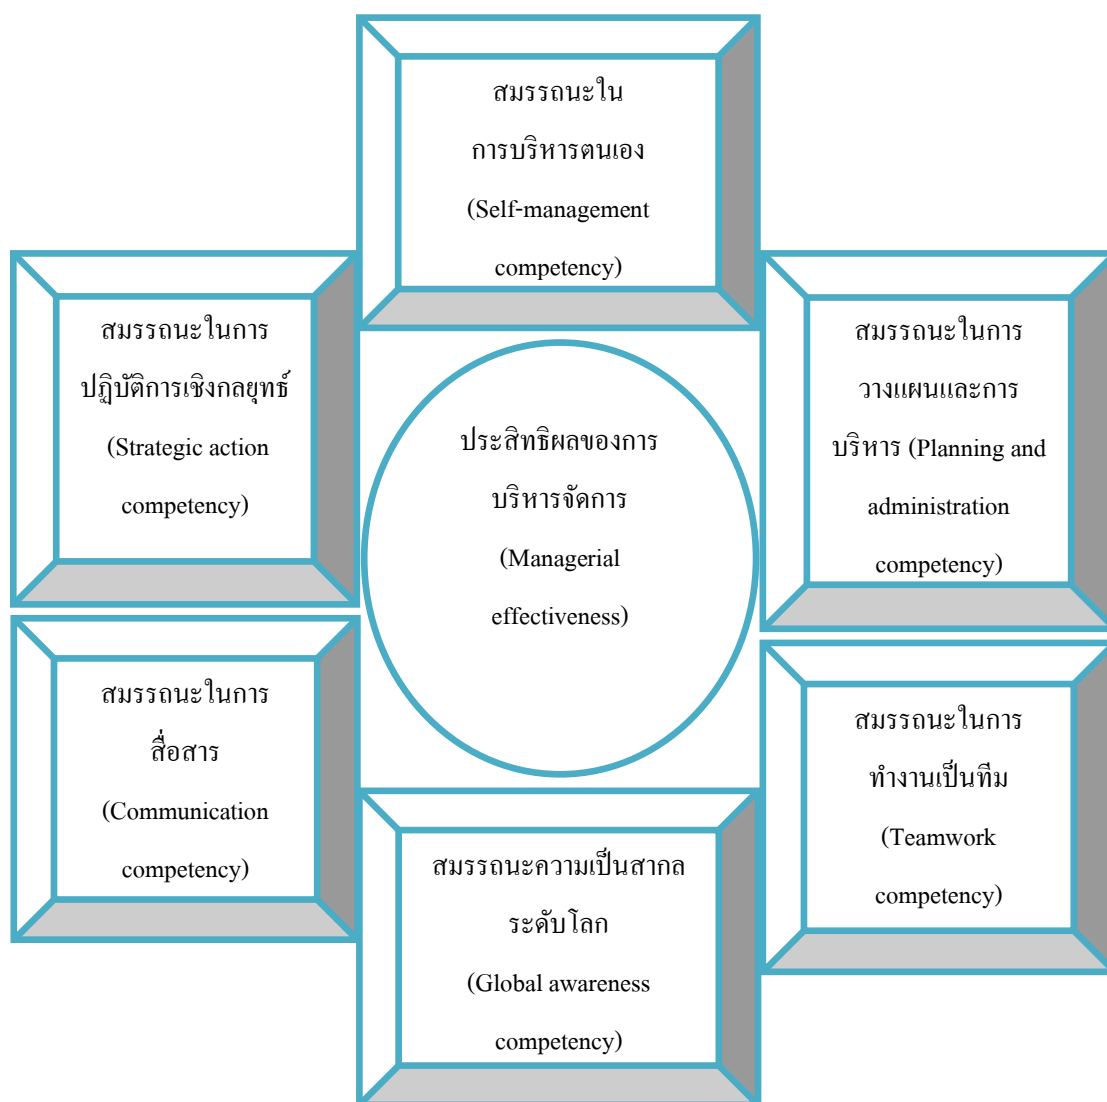 สมรรถนะใน
การบริหารตนเอง
(Self-management
competency)
สมรรถนะในการ
ปฏิบัติการเชิงกลยุทธ์
(Strategic action
competency)
ประสิทธิผลของการ
บริหารจัดการ
(Managerial
effectiveness)
สมรรถนะในการ
วางแผนและการ
บริหาร (Planning and
administration
competency)
สมรรถนะในการ
สื่อสาร
(Communication
competency)
สมรรถนะความเป็นสากล
ระดับโลก
(Global awareness
competency)
สมรรถนะในการ
ทำงานเป็นทีม
(Teamwork
competency)